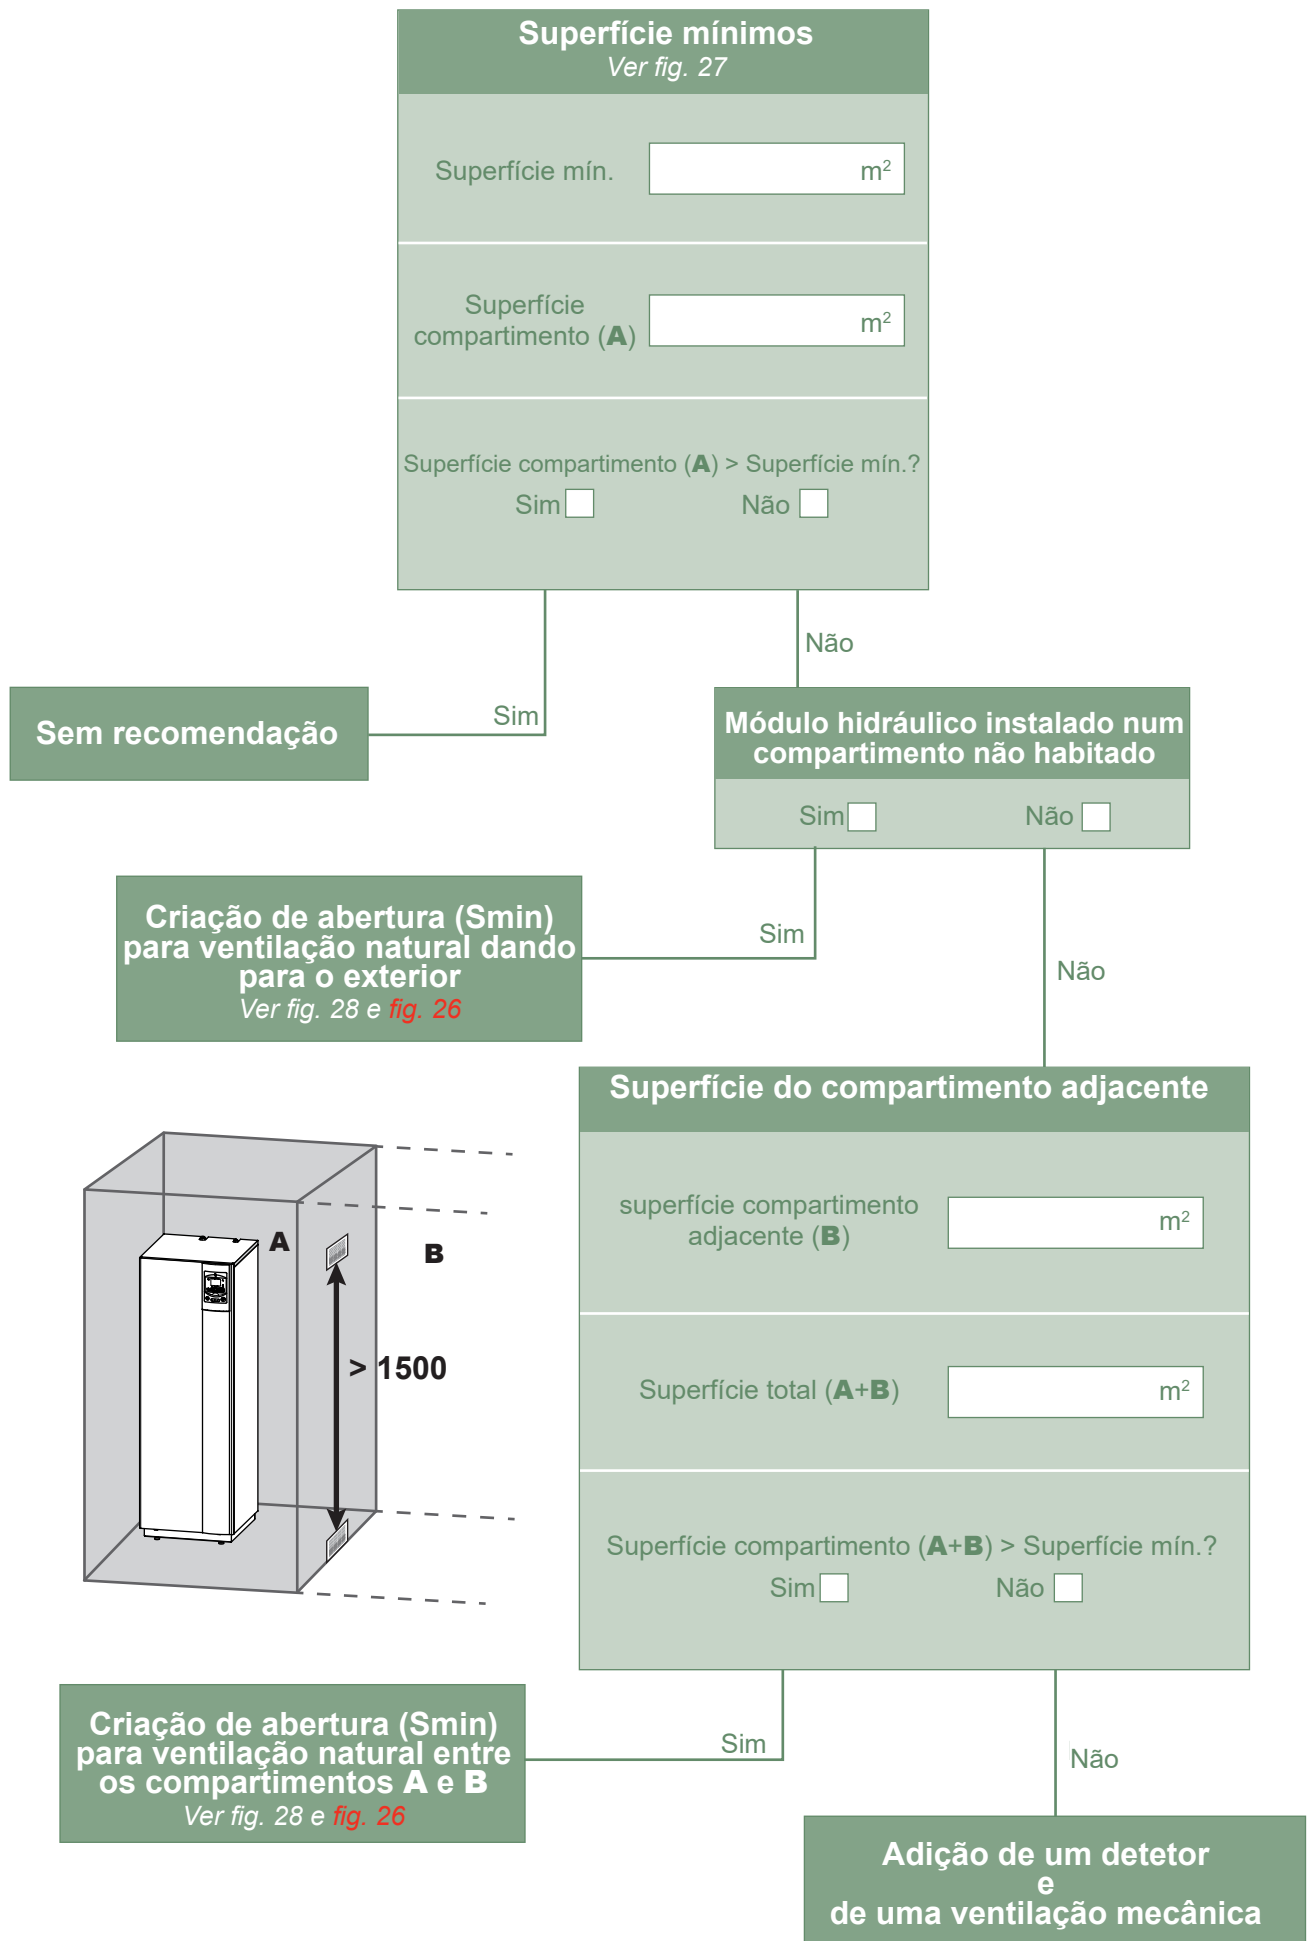 Superfície mínimos
Ver fig. 27
Superfície mín.
m²
Superfície
compartimento (A)
m²
Superfície compartimento (A) > Superfície mín.?
Sim
Não
Não
Sim
Sem recomendação
Módulo hidráulico instalado num
compartimento não habitado
Sim
Não
Criação de abertura (Smin)
para ventilação natural dando
para o exterior
Ver fig. 28 e fig. 26
Sim
Não
Superfície do compartimento adjacente
superfície compartimento
adjacente (B)
m²
Superfície total (A+B)
m²
Superfície compartimento (A+B) > Superfície mín.?
Sim
Não
A
B
> 1500
Criação de abertura (Smin)
para ventilação natural entre
os compartimentos A e B
Ver fig. 28 e fig. 26
Sim
Não
Adição de um detetor
e
de uma ventilação mecânica